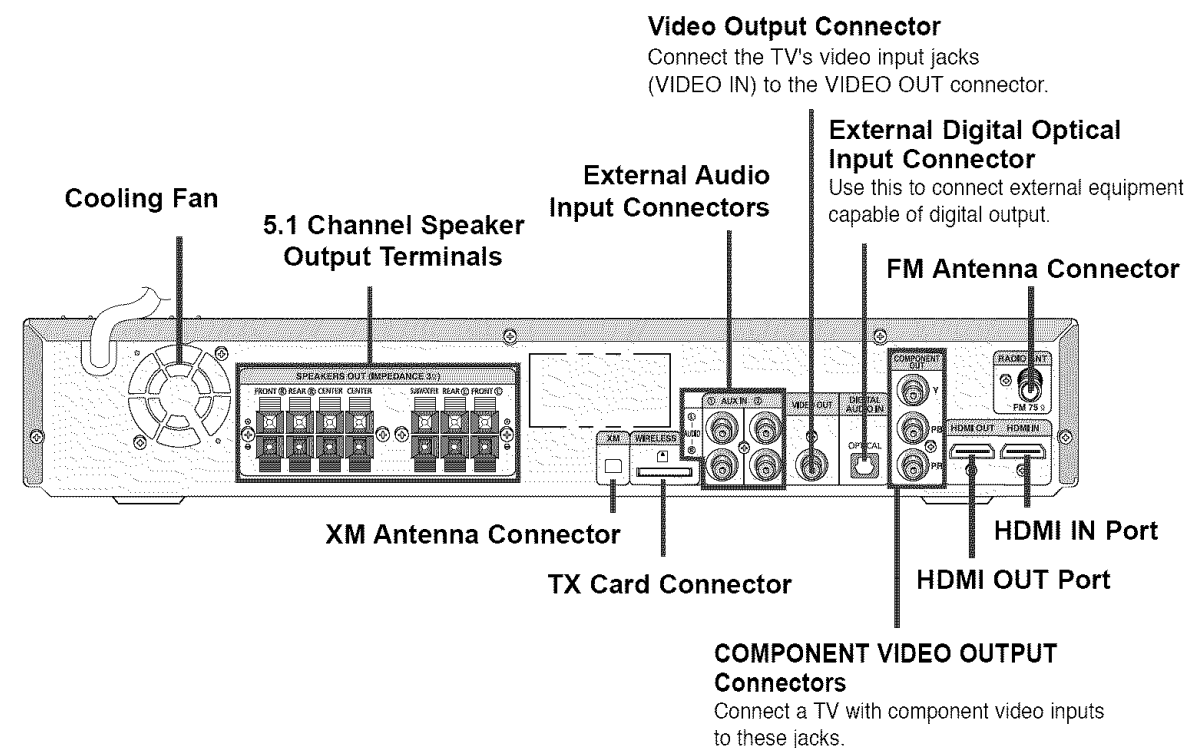 Video Output Connector
Connect the TV's video input jacks
(VIDEO IN) to the VIDEO OUT connector.
External Digital Optical
Input Connector
Use this to connect external equipment
capable of digital output.
External Audio
Input Connectors
Cooling Fan
5.1 Channel Speaker
Output Terminals
FM Antenna Connector
SPEAKERS OUT (IMPEDANCE 3Ω)
FRONT Ⓡ REAR Ⓡ CENTER CENTER SUBWOOFER REAR Ⓛ FRONT Ⓛ
XM
WIRELESS
① AUX IN ②
Ⓛ
AUDIO
Ⓡ
VIDEO OUT
DIGITAL
AUDIO IN
OPTICAL
COMPONENT
OUT
Y
PB
PR
RADIO ANT
FM 75 Ω
HDMI OUT
HDMI IN
XM Antenna Connector
TX Card Connector
HDMI IN Port
HDMI OUT Port
COMPONENT VIDEO OUTPUT
Connectors
Connect a TV with component video inputs
to these jacks.